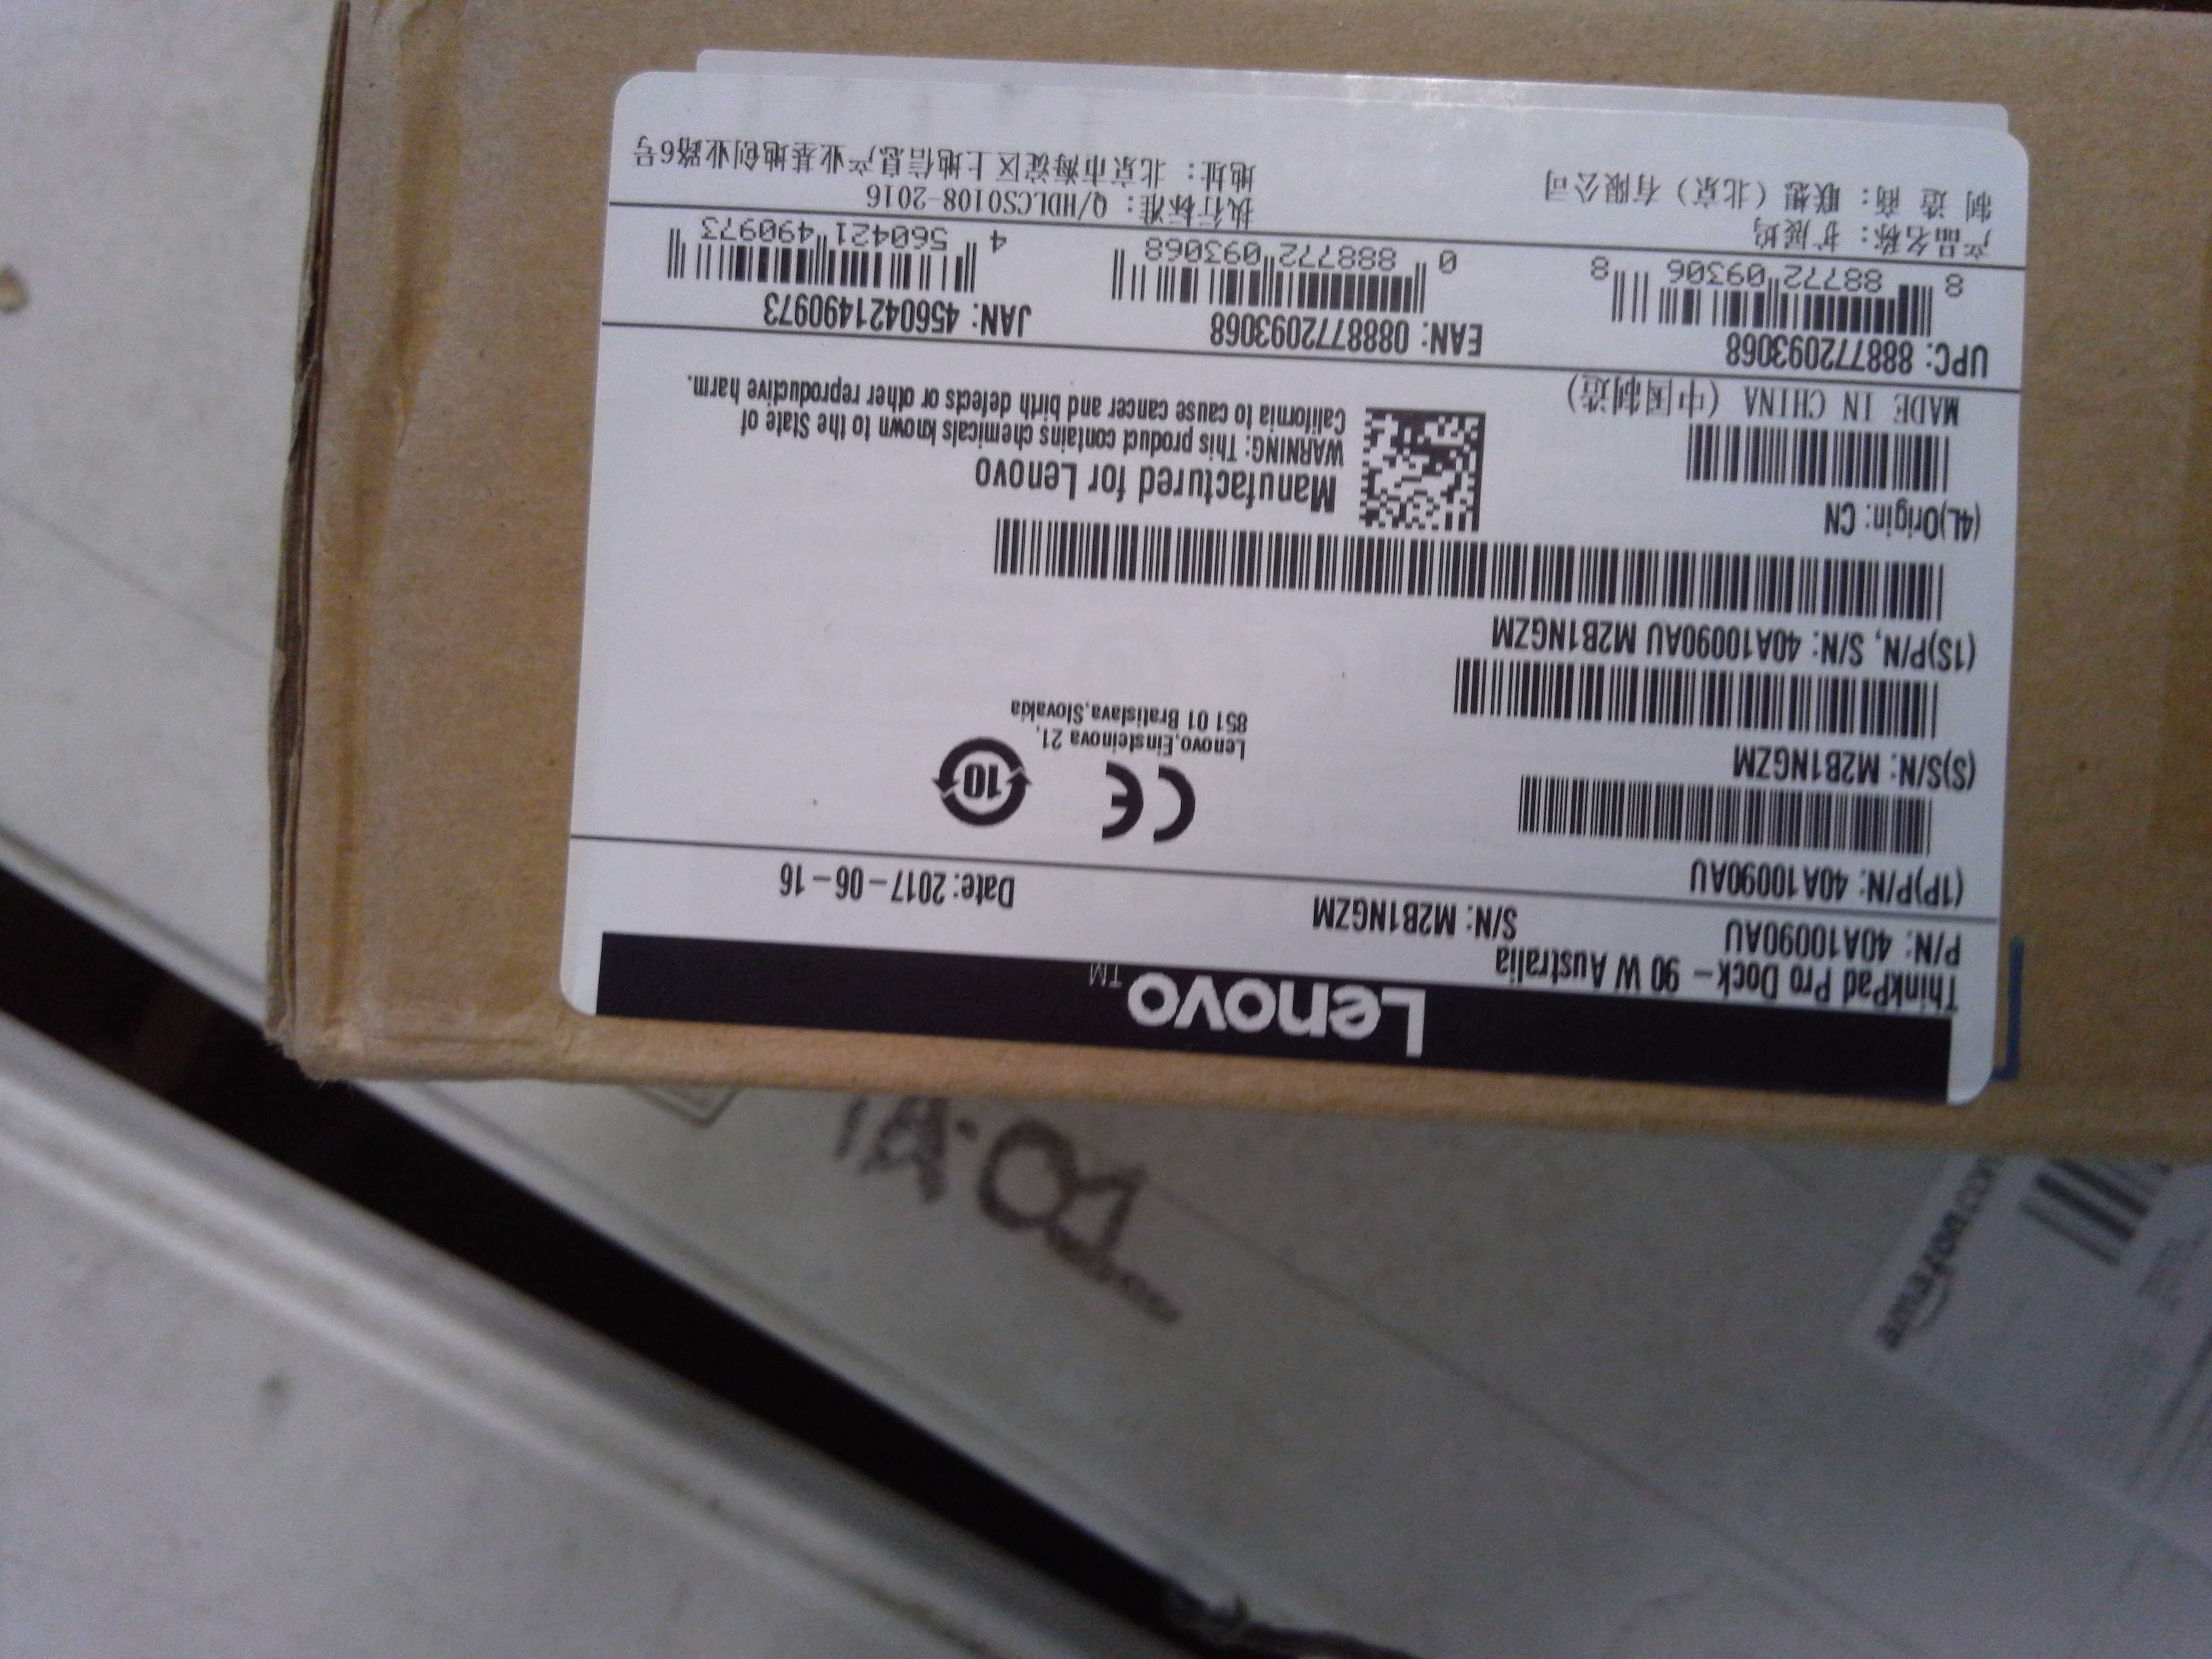 Lenovo™
ThinkPad Pro Dock - 90 W Australia
P/N: 40A10090AU
S/N: M2B1NGZM
Date: 2017-06-16
(1P)P/N: 40A10090AU
(S)S/N: M2B1NGZM
CE
10
Lenovo,Einsteinova 21,
851 01 Bratislava,Slovakia
(1S)P/N, S/N: 40A10090AU M2B1NGZM
(4L)Origin: CN
MADE IN CHINA (中国制造)
Manufactured for Lenovo
WARNING: This product contains chemicals known to the State of
California to cause cancer and birth defects or other reproductive harm.
UPC: 888772093068
8 88772 09306 8
EAN: 0888772093068
0 888772 093068
JAN: 4560421490973
4 560421 490973
产品名称: 扩展坞
制 造 商: 联想 (北京) 有限公司
执行标准: Q/HDLCS0108-2016
地址: 北京市海淀区上地信息产业基地创业路6号
amazon.com